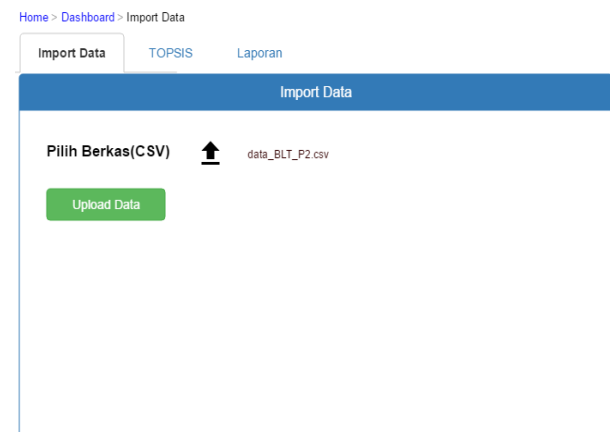 Home > Dashboard > Import Data
Import Data TOPSIS Laporan
Import Data
Pilih Berkas(CSV) data_BLT_P2.csv
Upload Data